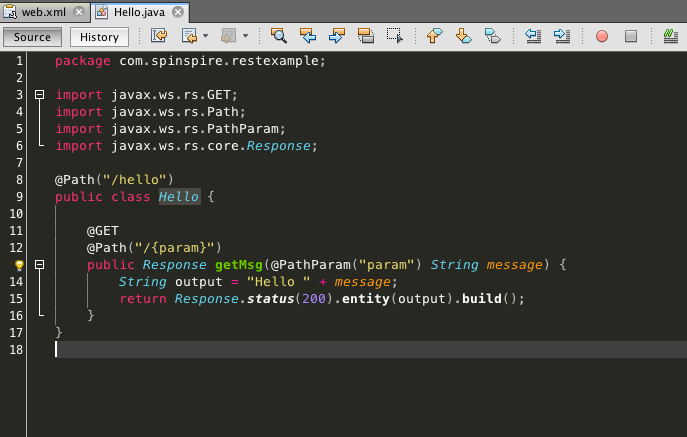 web.xml Hello.java
Source History
1 package com.spinspire.restexample;
2
3 import javax.ws.rs.GET;
4 import javax.ws.rs.Path;
5 import javax.ws.rs.PathParam;
6 import javax.ws.rs.core.Response;
7
8 @Path("/hello")
9 public class Hello {
10
11 @GET
12 @Path("/{param}")
public Response getMsg(@PathParam("param") String message) {
14 String output = "Hello " + message;
15 return Response.status(200).entity(output).build();
16 }
17 }
18